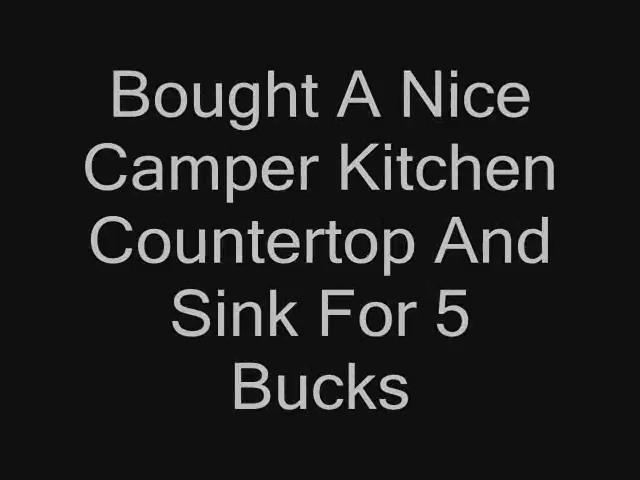 Bought A Nice
Camper Kitchen
Countertop And
Sink For 5
Bucks